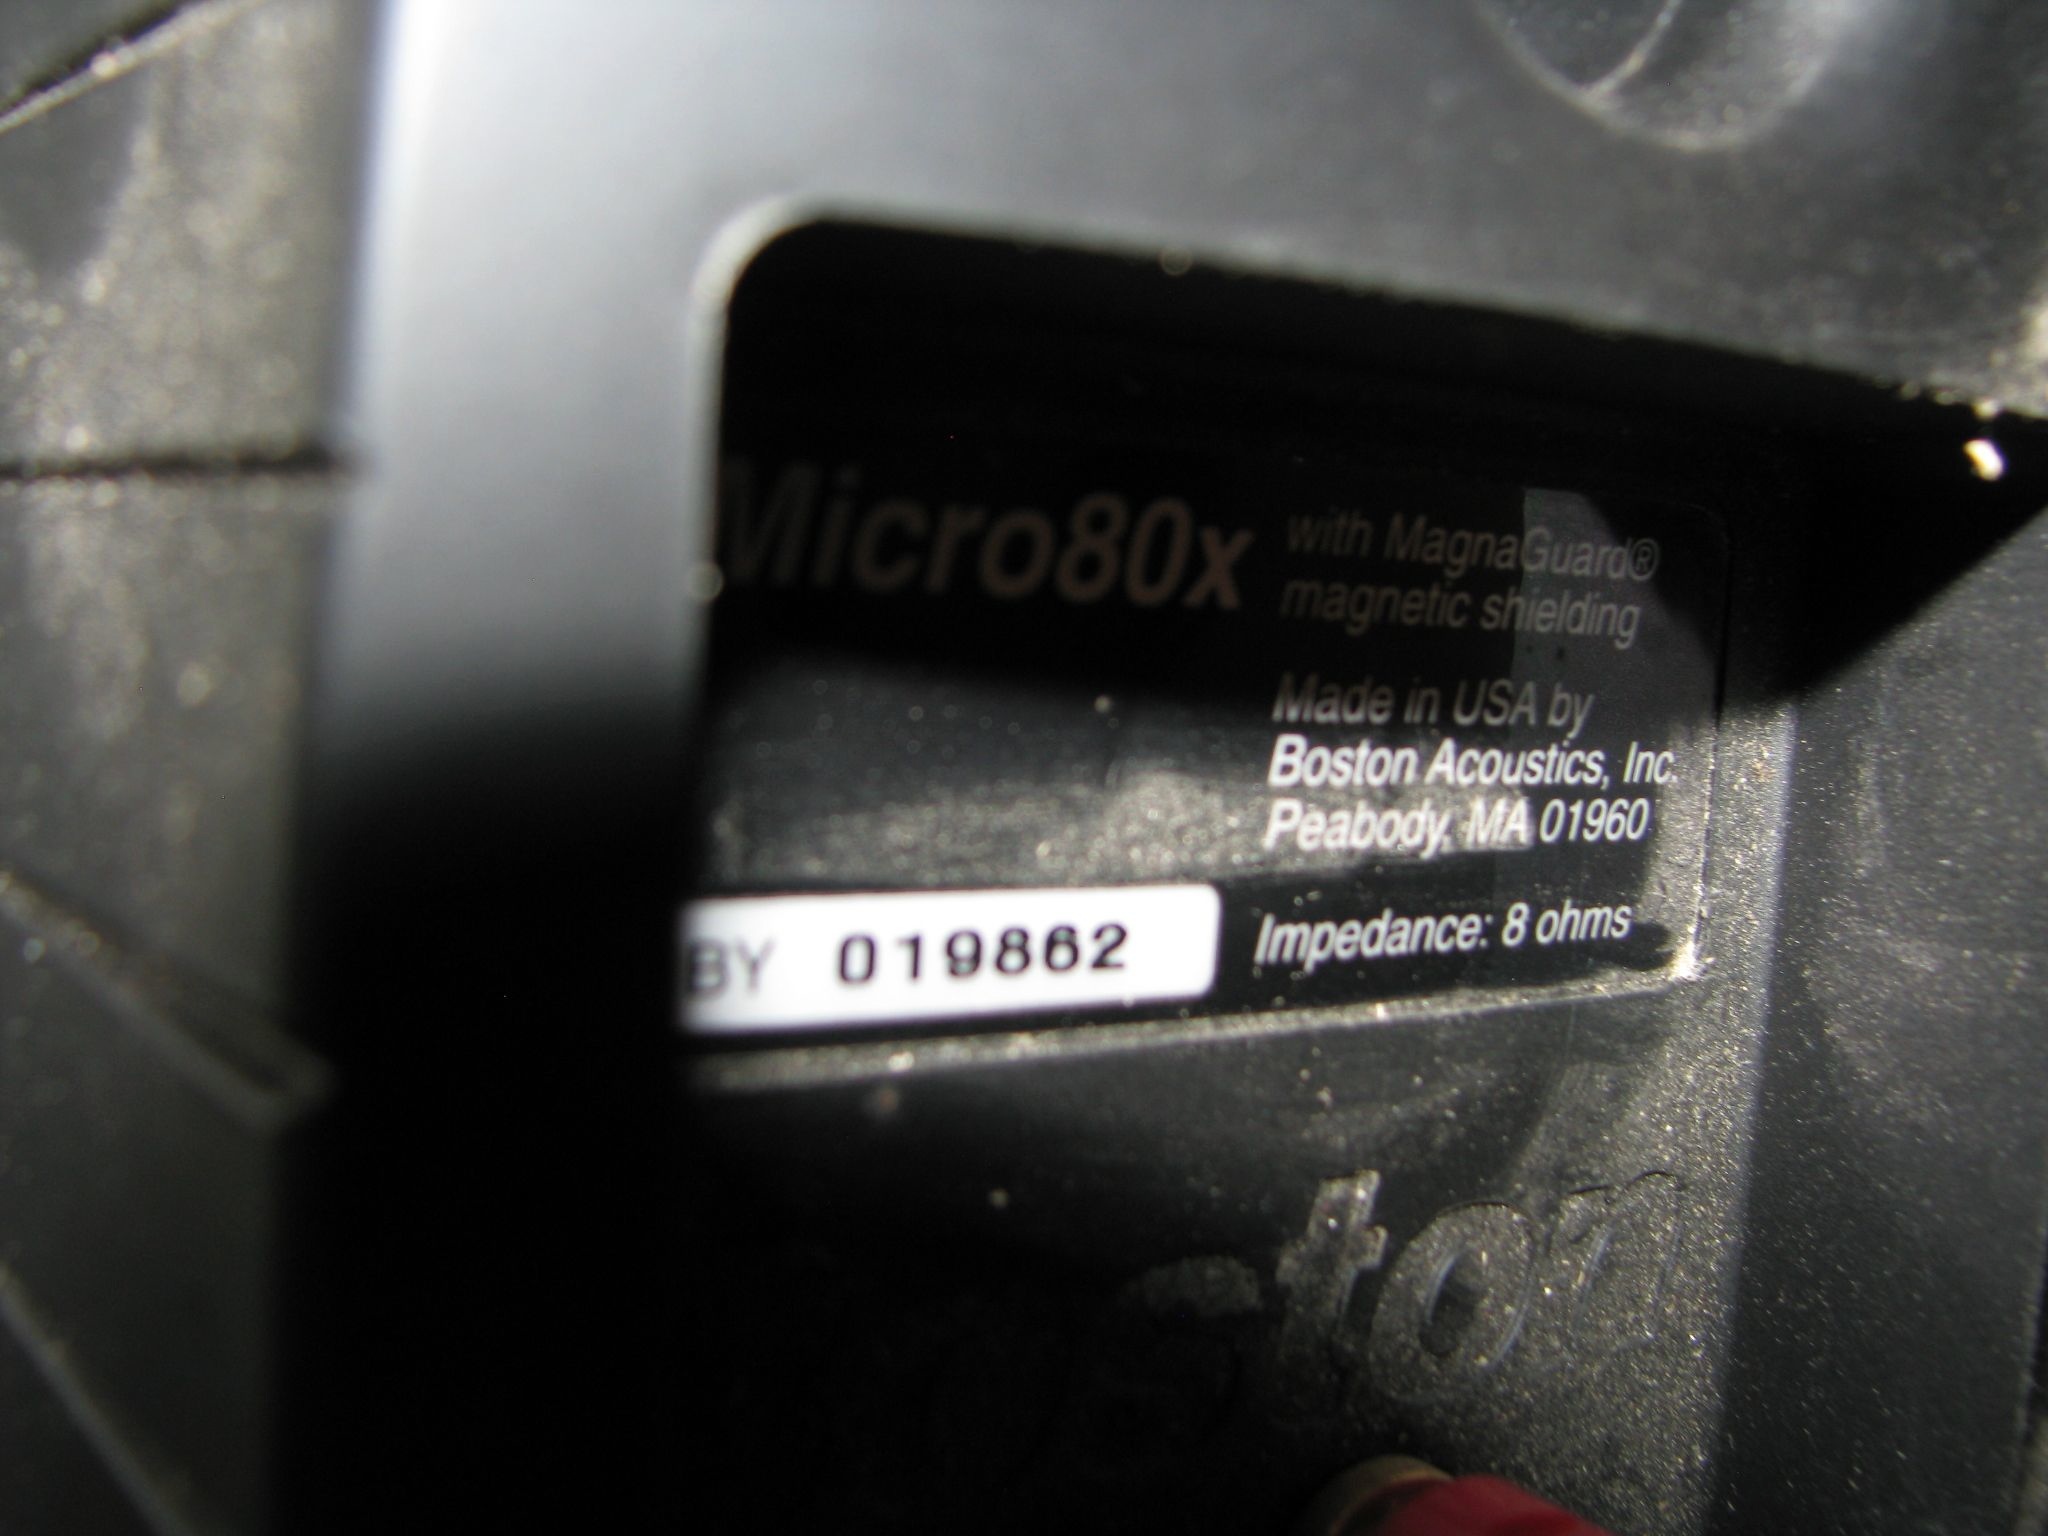 Micro80x with MagnaGuard®
magnetic shielding
Made in USA by
Boston Acoustics, Inc.
Peabody, MA 01960
BY 019862
Impedance: 8 ohms
ston